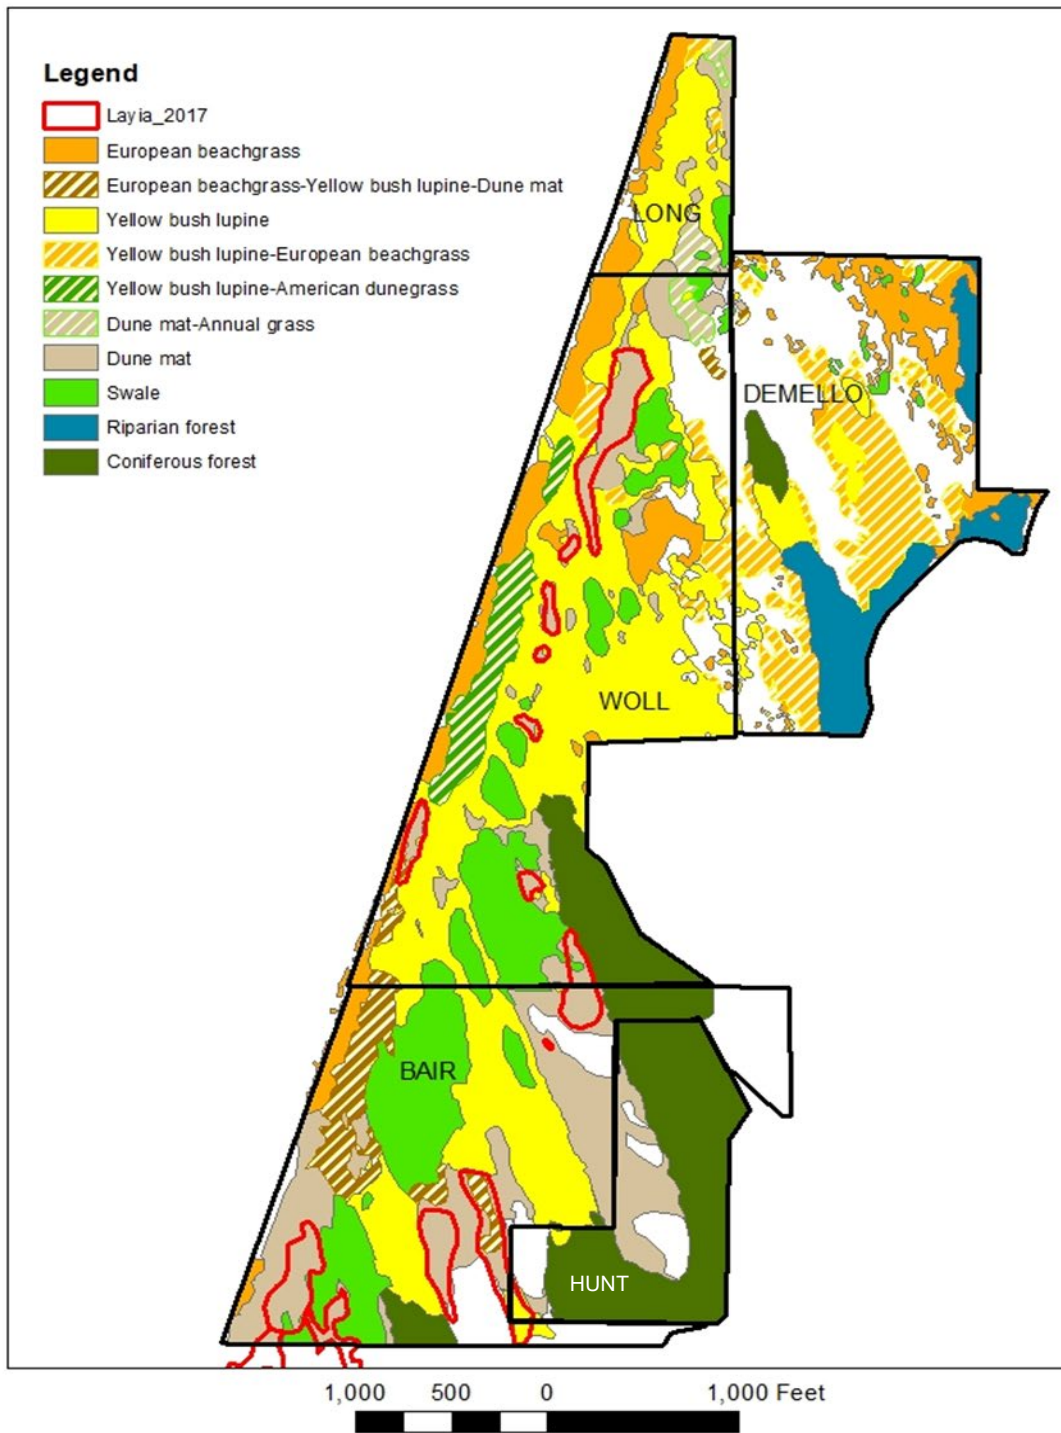 Legend
Layia_2017
European beachgrass
European beachgrass-Yellow bush lupine-Dune mat
Yellow bush lupine
Yellow bush lupine-European beachgrass
Yellow bush lupine-American dunegrass
Dune mat-Annual grass
Dune mat
Swale
Riparian forest
Coniferous forest
LONG
DEMELLO
WOLL
BAIR
HUNT
1,000 500 0 1,000 Feet